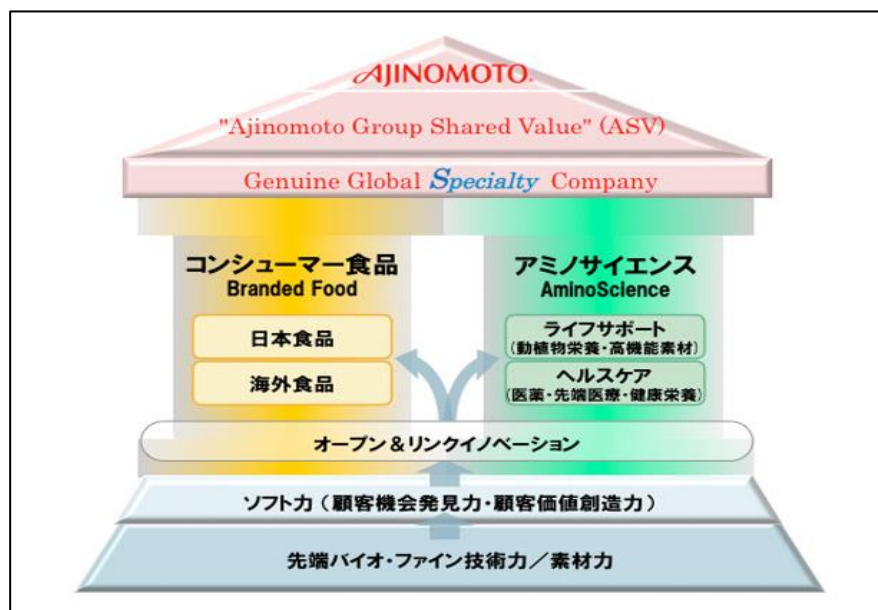 AJINOMOTO®
"Ajinomoto Group Shared Value" (ASV)
Genuine Global Specialty Company
コンシューマー食品
Branded Food
日本食品
海外食品
アミノサイエンス
AminoScience
ライフサポート
(動植物栄養・高機能素材)
ヘルスケア
(医薬・先端医療・健康栄養)
オープン＆リンクイノベーション
ソフト力（顧客機会発見力・顧客価値創造力）
先端バイオ・ファイン技術力／素材力